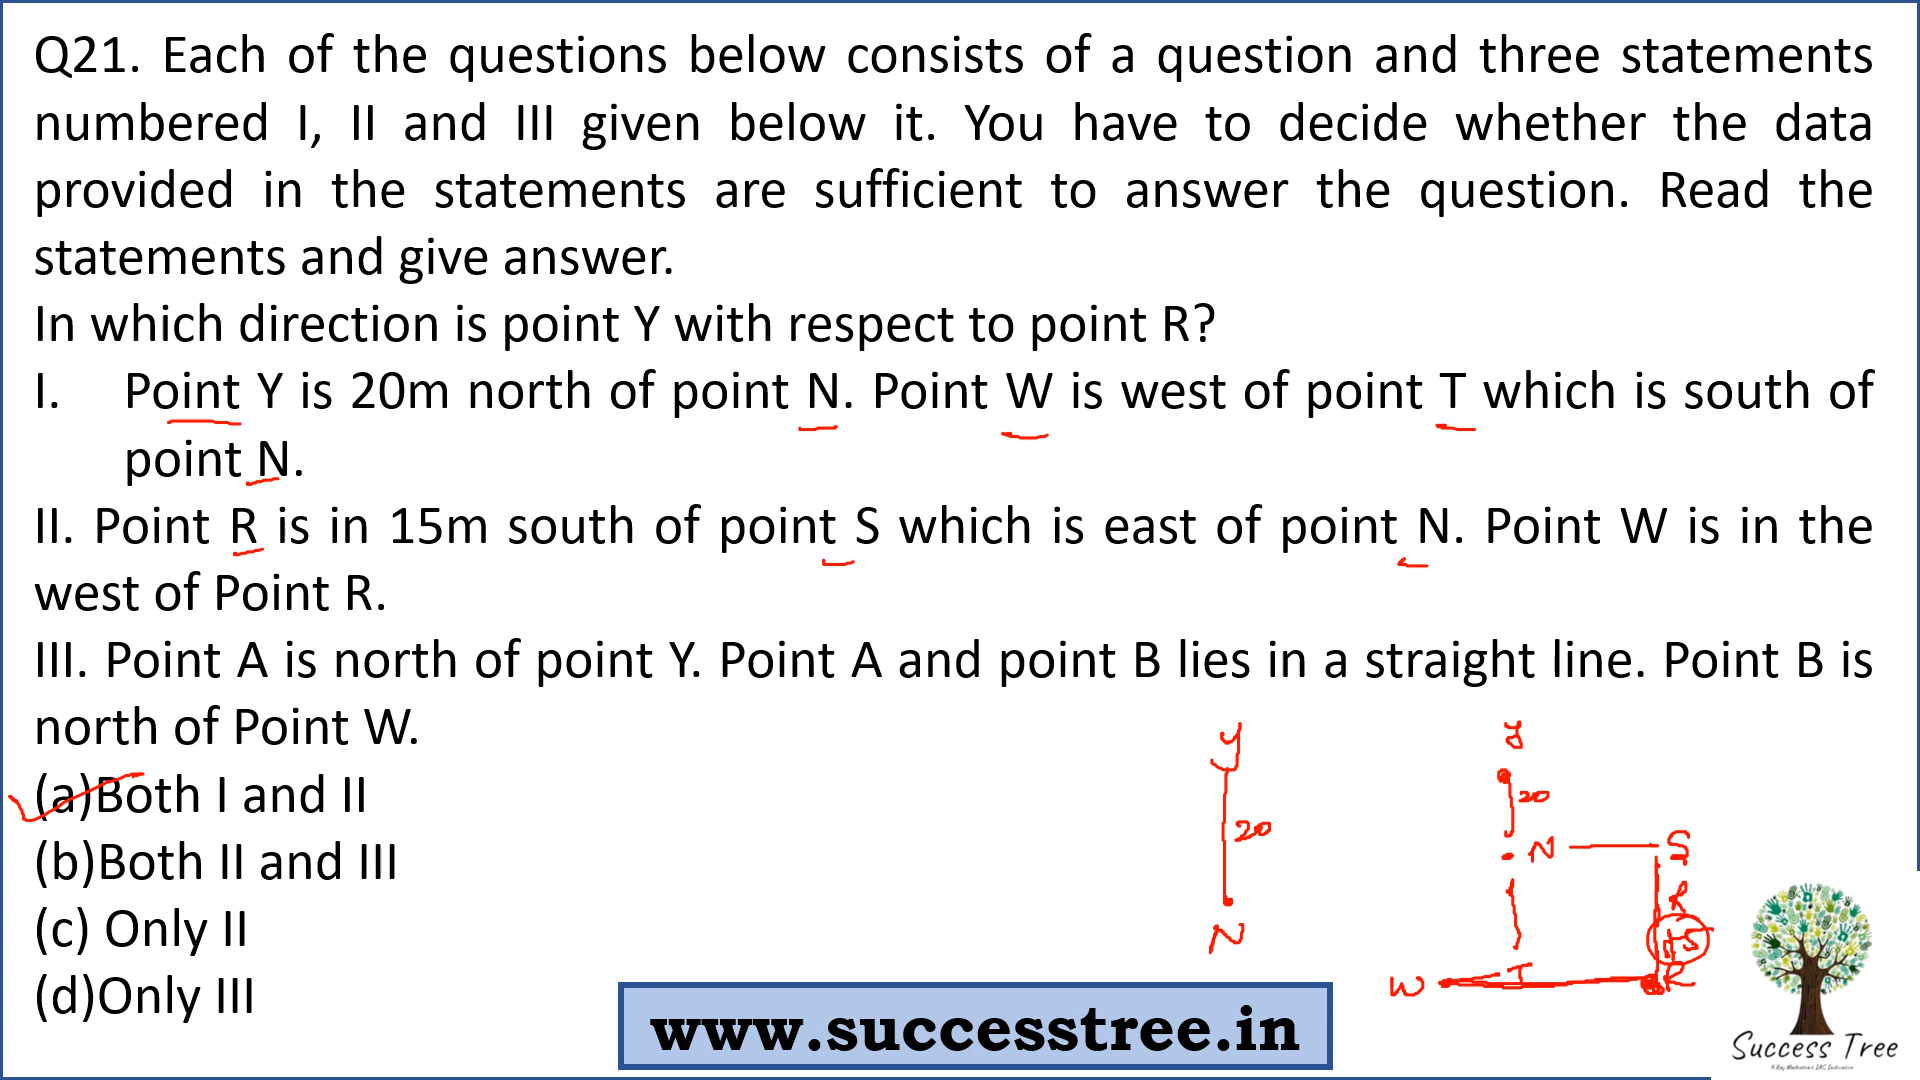 Q21. Each of the questions below consists of a question and three statements
numbered I, II and III given below it. You have to decide whether the data
provided in the statements are sufficient to answer the question. Read the
statements and give answer.
In which direction is point Y with respect to point R?
I. Point Y is 20m north of point N. Point W is west of point T which is south of
point N.
II. Point R is in 15m south of point S which is east of point N. Point W is in the
west of Point R.
III. Point A is north of point Y. Point A and point B lies in a straight line. Point B is
north of Point W.
(a)Both I and II
(b)Both II and III
(c) Only II
(d)Only III
Y
20
N
Y
20
N S
R
15
W T R
www.successtree.in
Success Tree